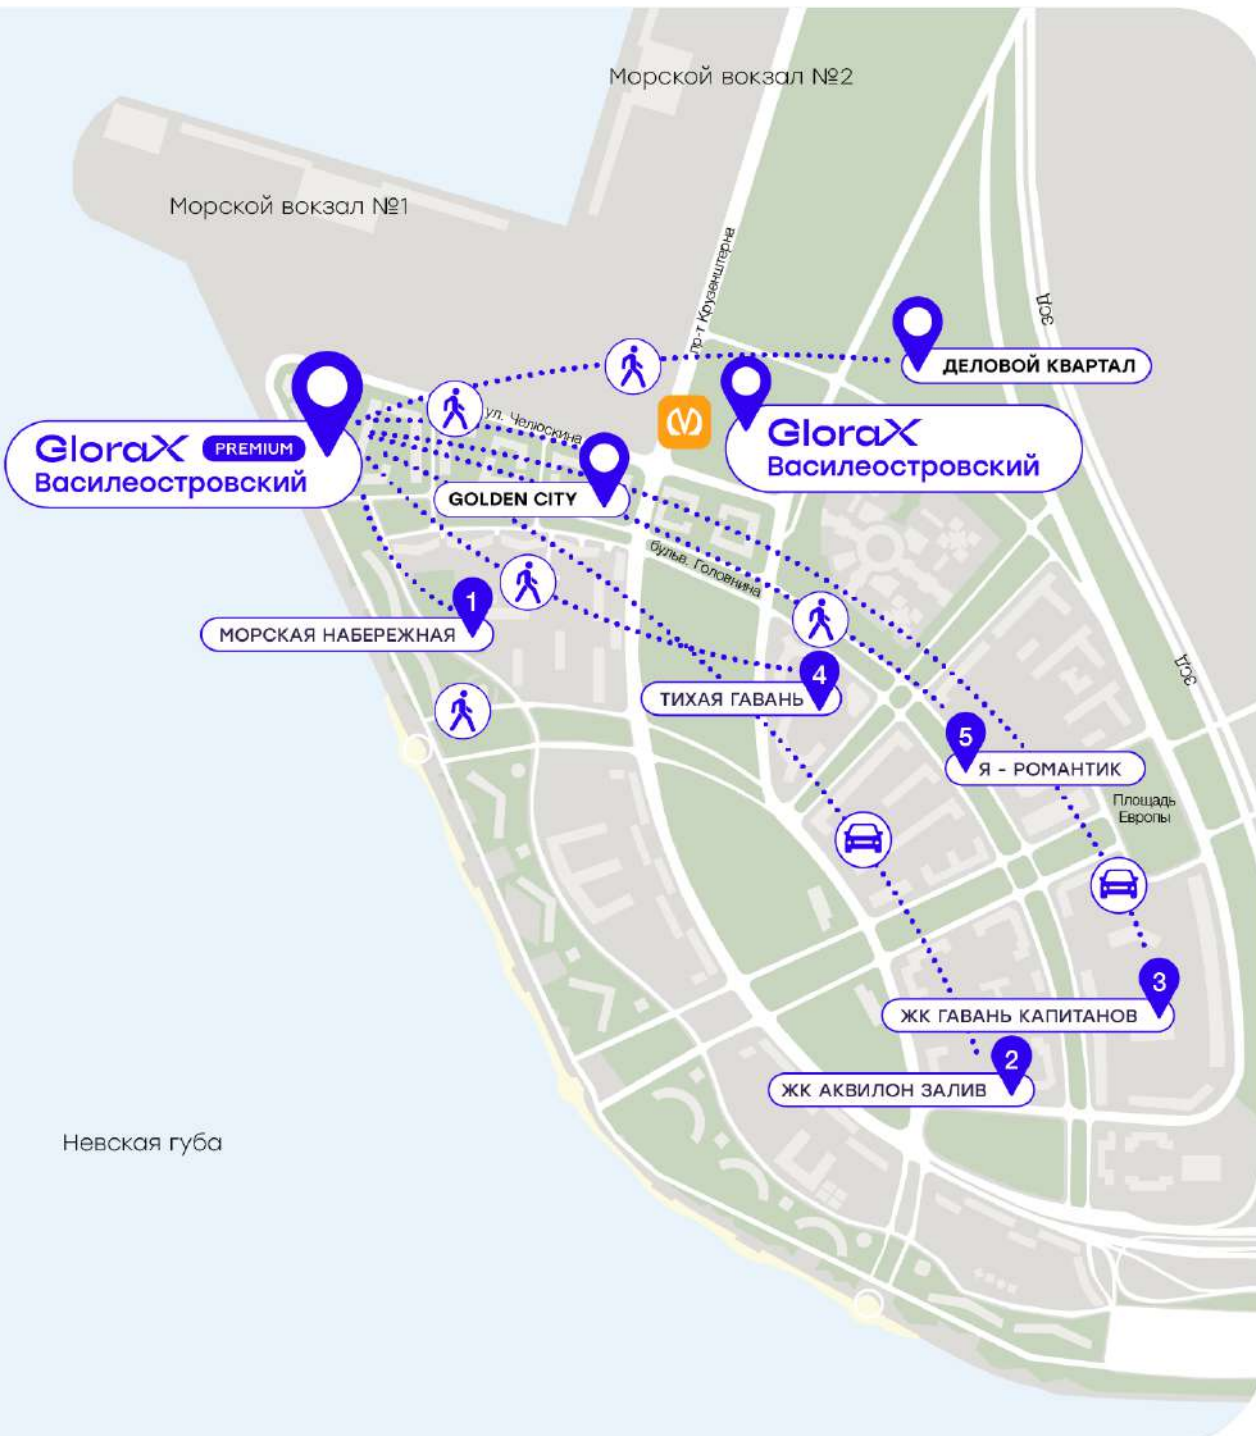 Морской вокзал №2
Морской вокзал №1
пр-т Крузенштерна
ЗСД
ДЕЛОВОЙ КВАРТАЛ
GloraX PREMIUM
Василеостровский
ул. Челюскина
GloraX
Василеостровский
GOLDEN CITY
бульв. Головнина
1
МОРСКАЯ НАБЕРЕЖНАЯ
ЗСД
4
ТИХАЯ ГАВАНЬ
5
Я - РОМАНТИК
Площадь
Европы
3
ЖК ГАВАНЬ КАПИТАНОВ
2
ЖК АКВИЛОН ЗАЛИВ
Невская губа